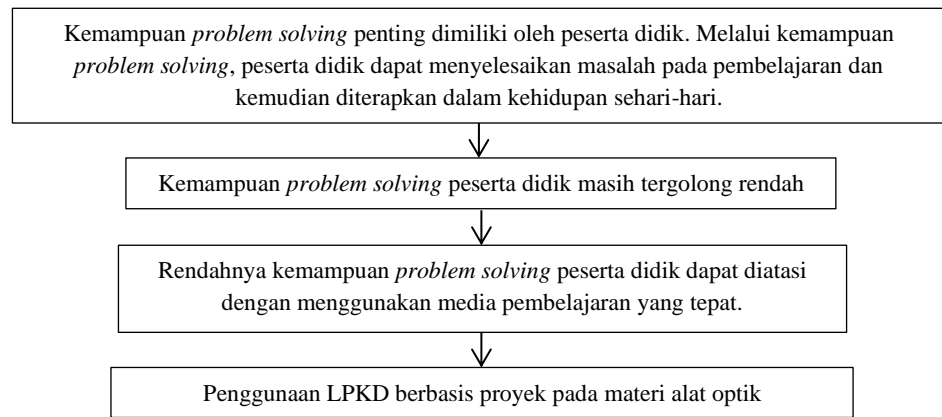 Kemampuan problem solving penting dimiliki oleh peserta didik. Melalui kemampuan
problem solving, peserta didik dapat menyelesaikan masalah pada pembelajaran dan
kemudian diterapkan dalam kehidupan sehari-hari.
Kemampuan problem solving peserta didik masih tergolong rendah
Rendahnya kemampuan problem solving peserta didik dapat diatasi
dengan menggunakan media pembelajaran yang tepat.
Penggunaan LPKD berbasis proyek pada materi alat optik